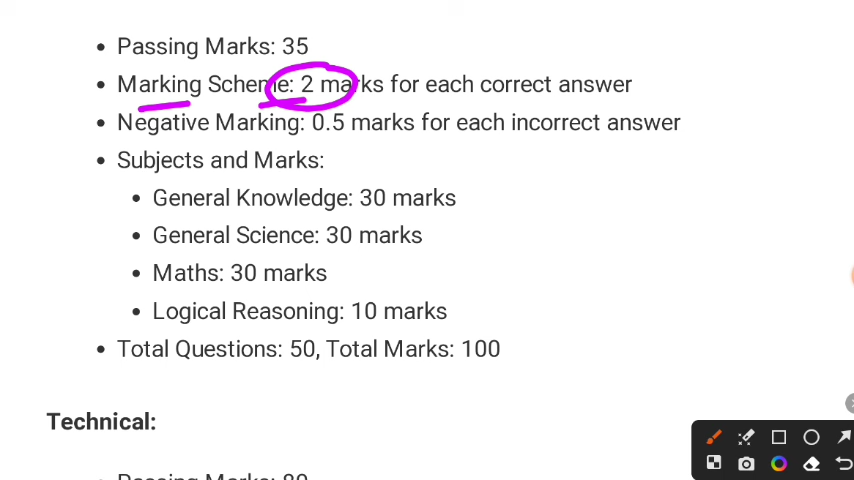 Passing Marks: 35
Marking Scheme: 2 marks for each correct answer
Negative Marking: 0.5 marks for each incorrect answer
Subjects and Marks:
General Knowledge: 30 marks
General Science: 30 marks
Maths: 30 marks
Logical Reasoning: 10 marks
Total Questions: 50, Total Marks: 100
Technical:
Passing Marks: